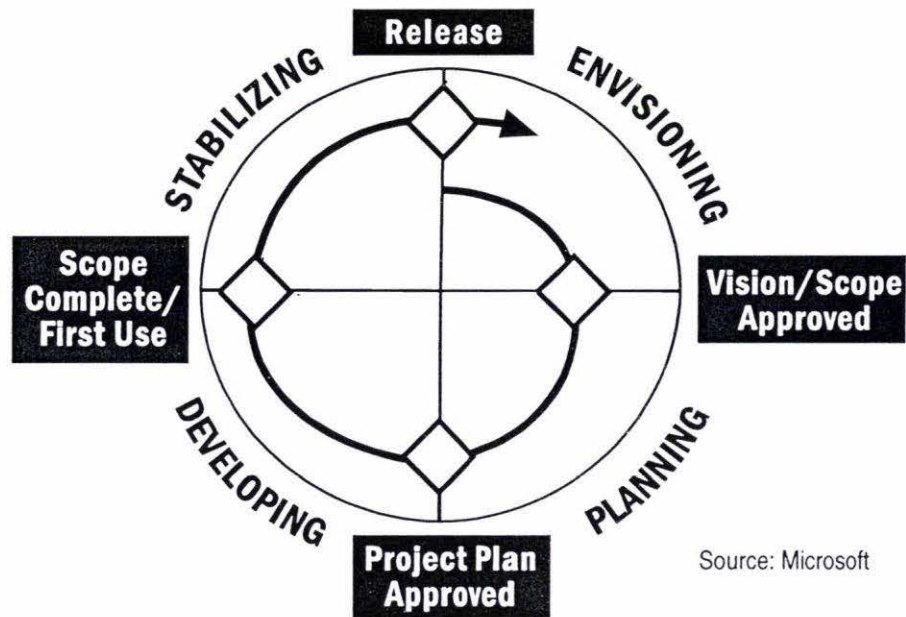 Release
ENVISIONING
Vision/Scope
Approved
PLANNING
Project Plan
Approved
DEVELOPING
Scope
Complete/
First Use
STABILIZING
Source: Microsoft